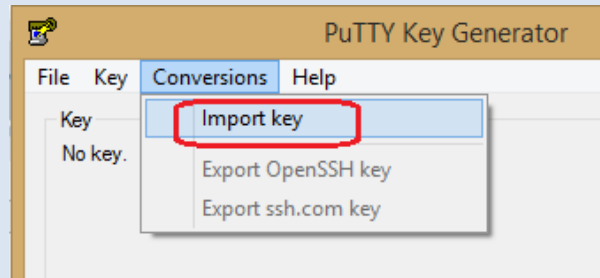 PuTTY Key Generator
File Key Conversions Help
Import key
Key
No key.
Export OpenSSH key
Export ssh.com key